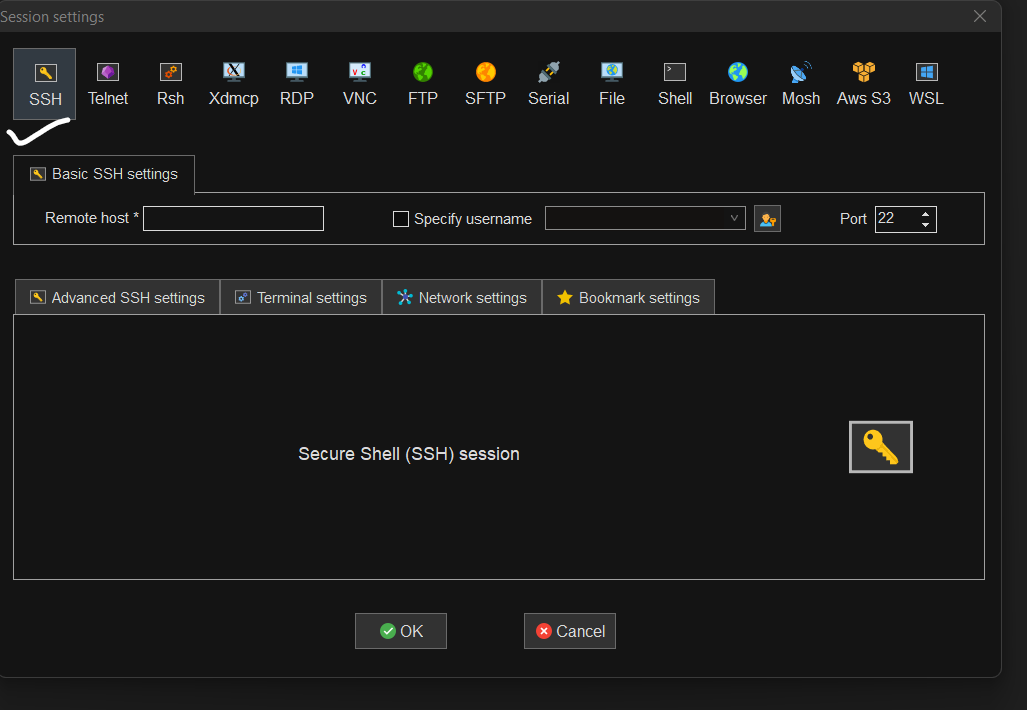 Session settings
SSH Telnet Rsh Xdmcp RDP VNC FTP SFTP Serial File Shell Browser Mosh Aws S3 WSL
Basic SSH settings
Remote host * Specify username Port 22
Advanced SSH settings Terminal settings Network settings Bookmark settings
Secure Shell (SSH) session
OK Cancel